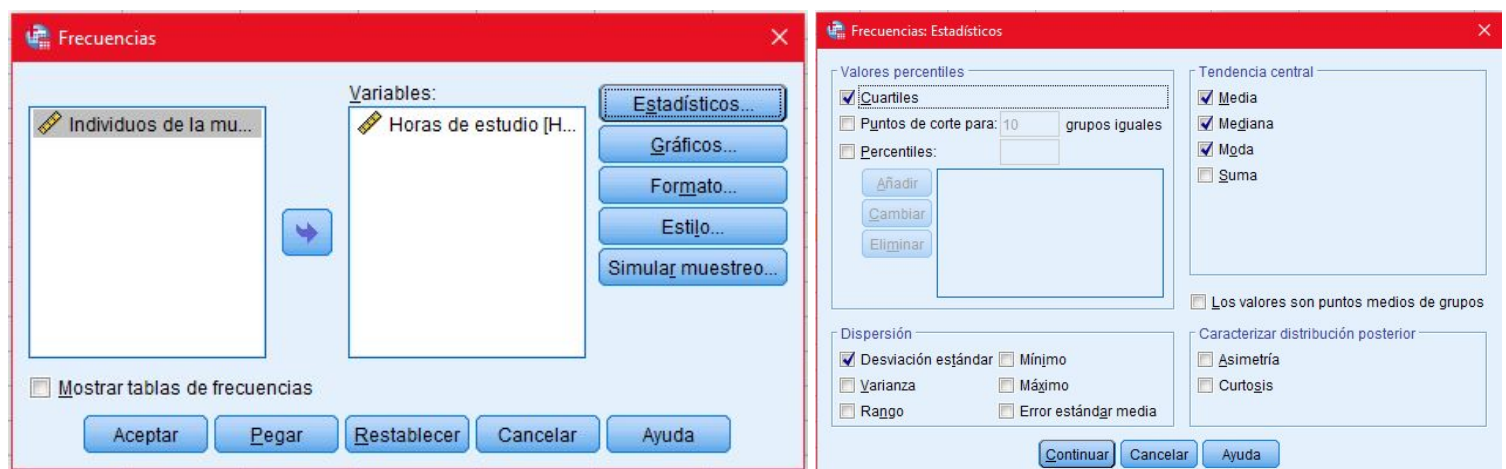 Frecuencias
Variables:
Individuos de la mu...
Horas de estudio [H...
Estadísticos...
Gráficos...
Formato...
Estilo...
Simular muestreo...
Mostrar tablas de frecuencias
Aceptar
Pegar
Restablecer
Cancelar
Ayuda
Frecuencias: Estadísticos
Valores percentiles
Cuartiles
Puntos de corte para: 10 grupos iguales
Percentiles:
Añadir
Cambiar
Eliminar
Tendencia central
Media
Mediana
Moda
Suma
Los valores son puntos medios de grupos
Dispersión
Desviación estándar Mínimo
Varianza Máximo
Rango Error estándar media
Caracterizar distribución posterior
Asimetría
Curtosis
Continuar
Cancelar
Ayuda